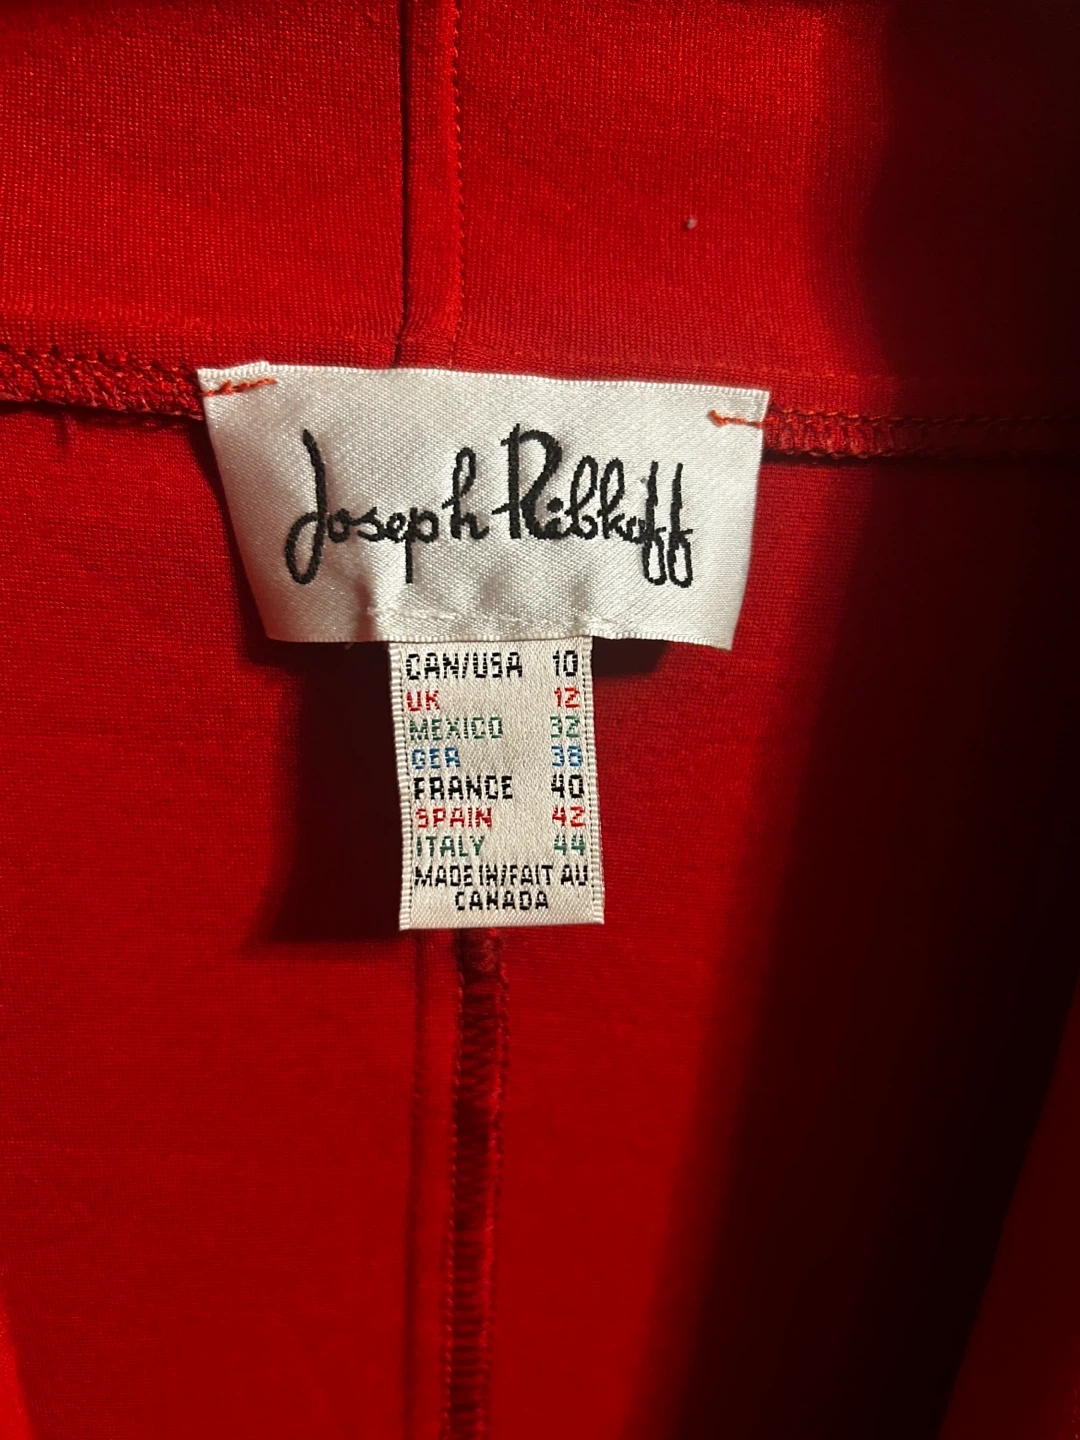 Joseph Ribkoff
CAN/USA 10
UK 12
MEXICO 32
GER 38
FRANCE 40
SPAIN 42
ITALY 44
MADE IN/FAIT AU
CANADA